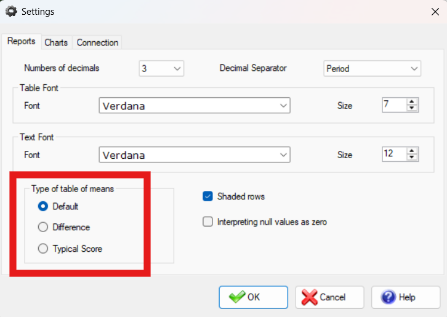 Settings
Reports Charts Connection
Numbers of decimals 3 Decimal Separator Period
Table Font
Font Verdana Size 7
Text Font
Font Verdana Size 12
Type of table of means
Default Shaded rows
Difference Interpreting null values as zero
Typical Score
OK Cancel Help